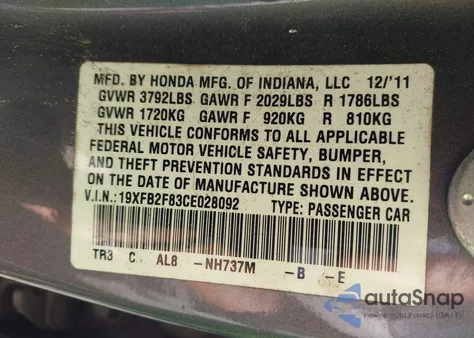 MFD. BY HONDA MFG. OF INDIANA, LLC 12/'11
GVWR 3792LBS GAWR F 2029LBS R 1786LBS
GVWR 1720KG GAWR F 920KG R 810KG
THIS VEHICLE CONFORMS TO ALL APPLICABLE
FEDERAL MOTOR VEHICLE SAFETY, BUMPER,
AND THEFT PREVENTION STANDARDS IN EFFECT
ON THE DATE OF MANUFACTURE SHOWN ABOVE.
V.I.N.: 19XFB2F83CE028092 TYPE: PASSENGER CAR
TR3 C AL8 -NH737M -B -E
autoSnap